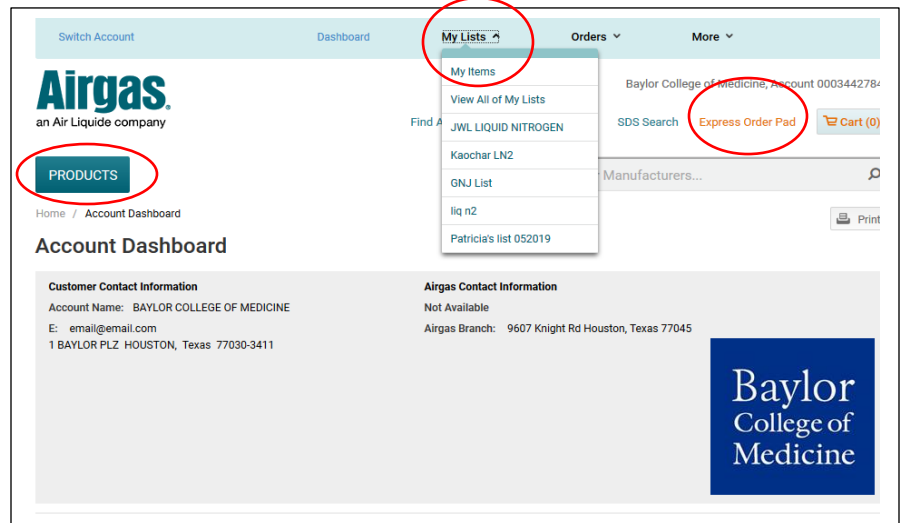 Switch Account Dashboard My Lists Orders More
My Items
View All of My Lists
JWL LIQUID NITROGEN
Kaochar LN2
GNJ List
liq n2
Patricia's list 052019
Airgas.
an Air Liquide company
Baylor College of Medicine, Account 0003442784
Find A SDS Search Express Order Pad Cart (0)
PRODUCTS
Manufacturers...
Home / Account Dashboard
Print
Account Dashboard
Customer Contact Information
Account Name: BAYLOR COLLEGE OF MEDICINE
E: email@email.com
1 BAYLOR PLZ HOUSTON, Texas 77030-3411
Airgas Contact Information
Not Available
Airgas Branch: 9607 Knight Rd Houston, Texas 77045
Baylor
College of
Medicine